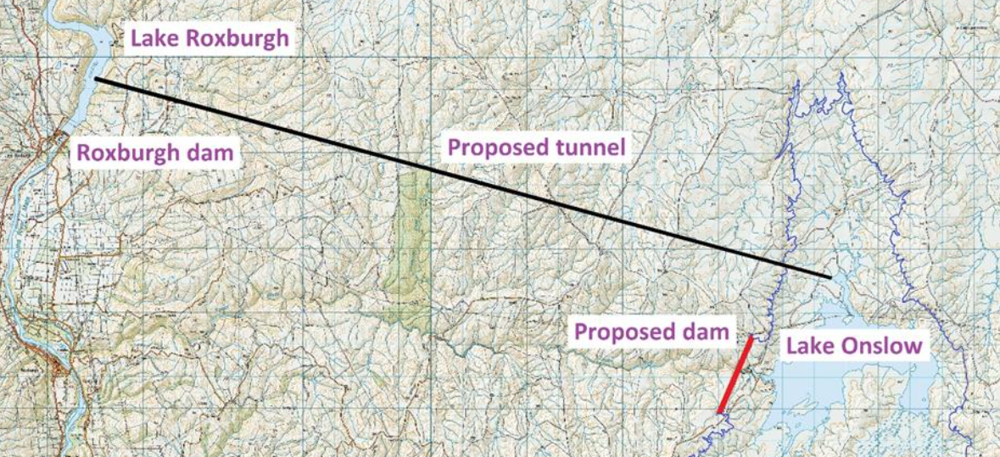 Lake Roxburgh
Roxburgh dam
Proposed tunnel
Proposed dam
Lake Onslow